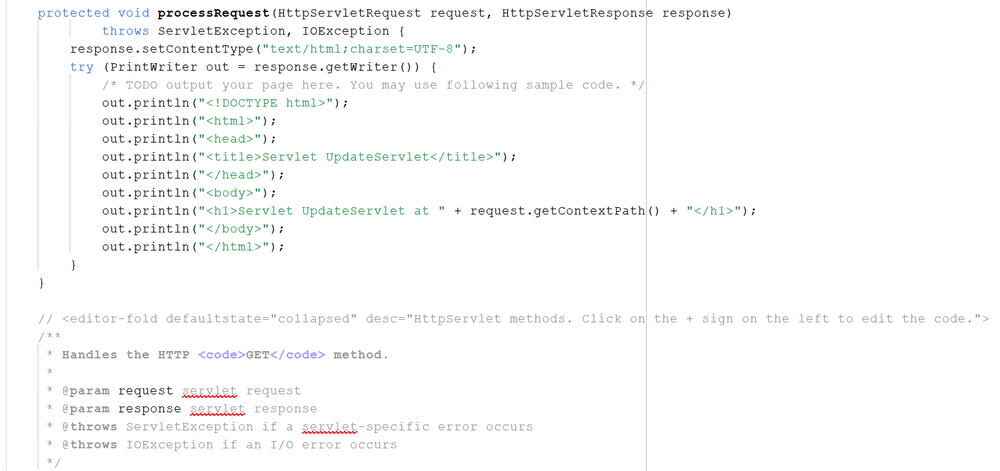 protected void processRequest(HttpServletRequest request, HttpServletResponse response)
throws ServletException, IOException {
response.setContentType("text/html;charset=UTF-8");
try (PrintWriter out = response.getWriter()) {
/* TODO output your page here. You may use following sample code. */
out.println("<!DOCTYPE html>");
out.println("<html>");
out.println("<head>");
out.println("<title>Servlet UpdateServlet</title>");
out.println("</head>");
out.println("<body>");
out.println("<h1>Servlet UpdateServlet at " + request.getContextPath() + "</h1>");
out.println("</body>");
out.println("</html>");
}
}
// <editor-fold defaultstate="collapsed" desc="HttpServlet methods. Click on the + sign on the left to edit the code.">
/**
* Handles the HTTP <code>GET</code> method.
*
* @param request servlet request
* @param response servlet response
* @throws ServletException if a servlet-specific error occurs
* @throws IOException if an I/O error occurs
*/